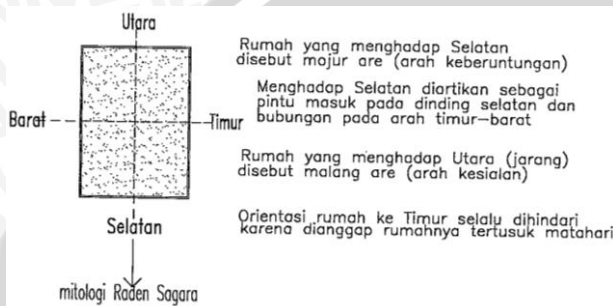 Utara
Barat
Timur
Selatan
mitologi Raden Sagara
Rumah yang menghadap Selatan
disebut mojur are (arah keberuntungan)
Menghadap Selatan diartikan sebagai
pintu masuk pada dinding selatan dan
bubungan pada arah timur-barat
Rumah yang menghadap Utara (jarang)
disebut malang are (arah kesialan)
Orientasi rumah ke Timur selalu dihindari
karena dianggap rumahnya tertusuk matahari